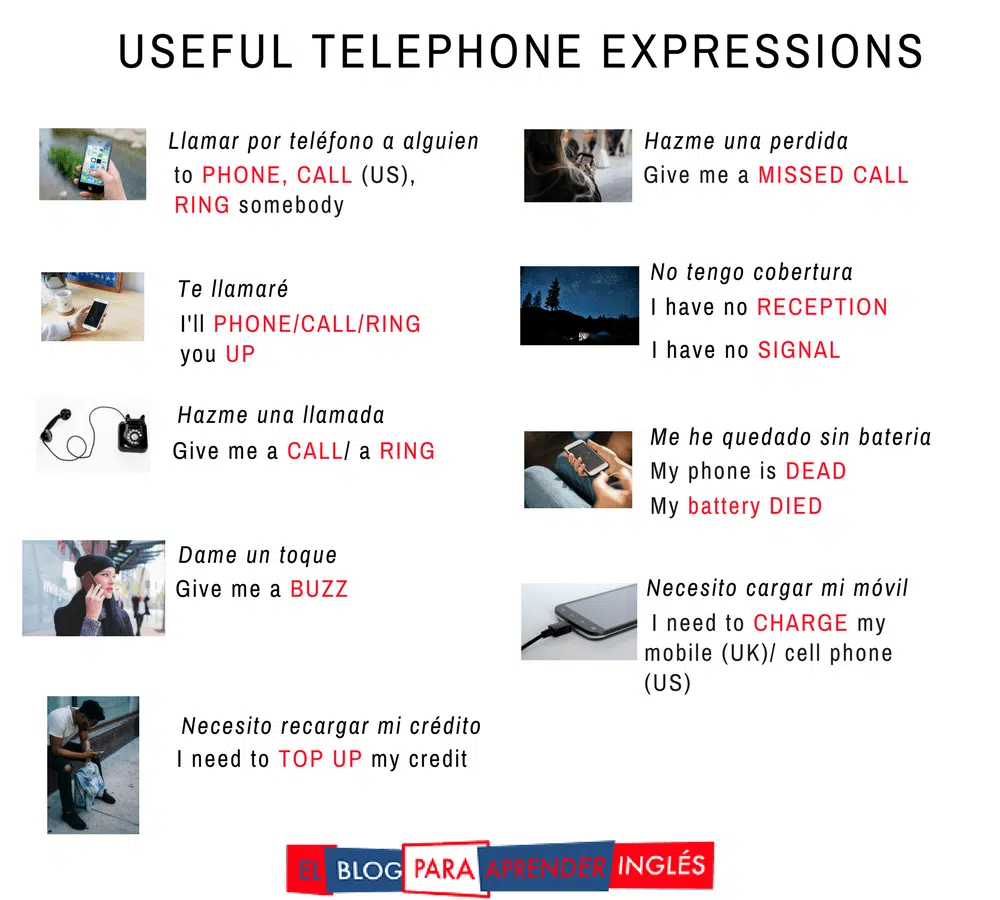 USEFUL TELEPHONE EXPRESSIONS
Llamar por teléfono a alguien
to PHONE, CALL (US),
RING somebody
Te llamaré
I'll PHONE/CALL/RING
you UP
Hazme una llamada
Give me a CALL/ a RING
Dame un toque
Give me a BUZZ
Necesito recargar mi crédito
I need to TOP UP my credit
Hazme una perdida
Give me a MISSED CALL
No tengo cobertura
I have no RECEPTION
I have no SIGNAL
Me he quedado sin bateria
My phone is DEAD
My battery DIED
Necesito cargar mi móvil
I need to CHARGE my
mobile (UK)/ cell phone
(US)
EL BLOG PARA APRENDER INGLÉS